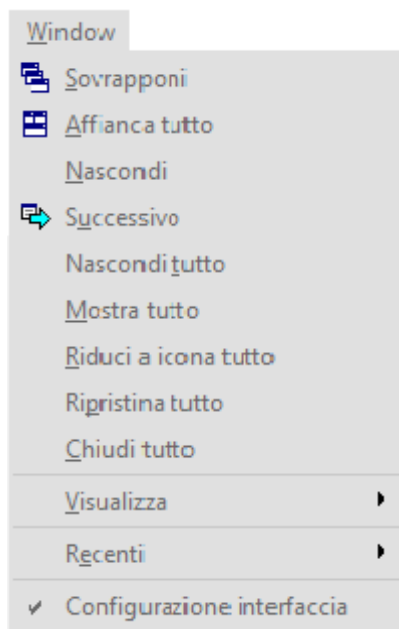 Window
Sovrapponi
Affianca tutto
Nascondi
Successivo
Nascondi tutto
Mostra tutto
Riduci a icona tutto
Ripristina tutto
Chiudi tutto
Visualizza
Recenti
Configurazione interfaccia